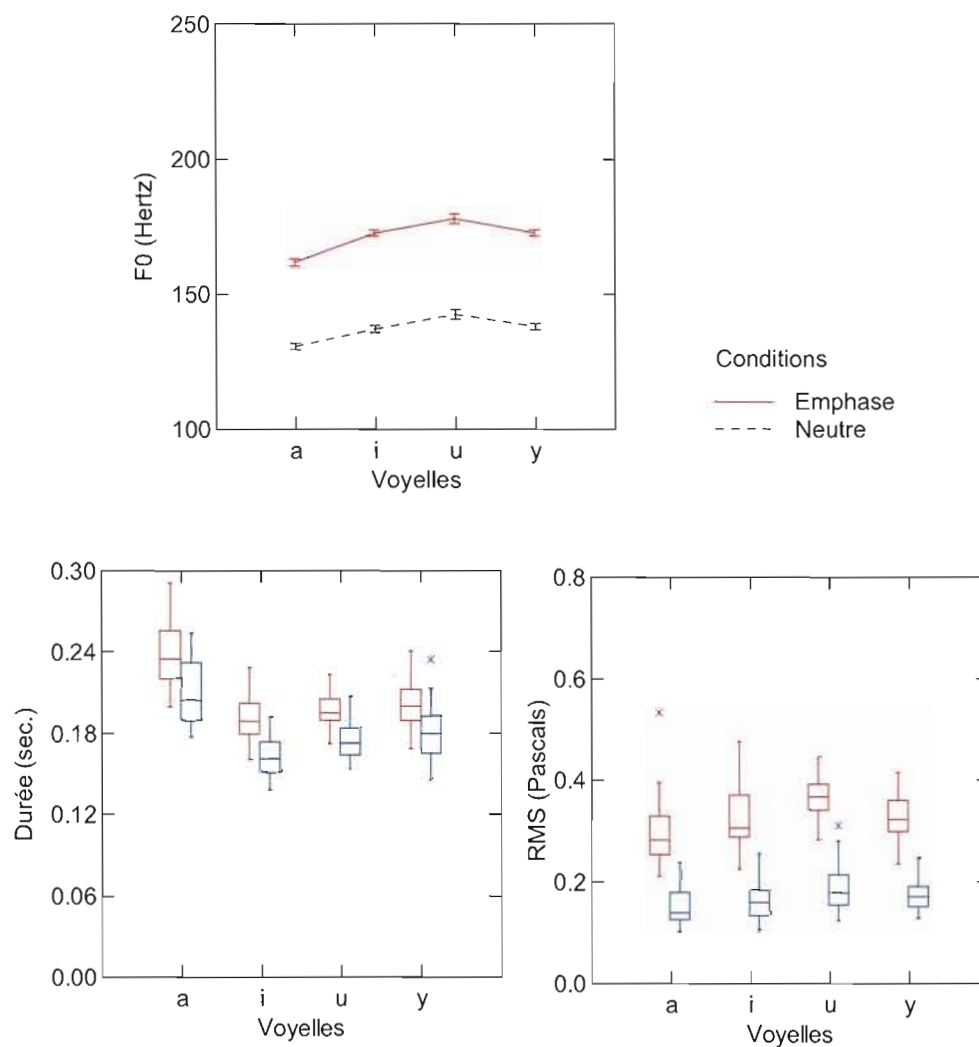 250
200
150
100
F0 (Hertz)
a i u y
Voyelles
Conditions
Emphase
Neutre
0.30
0.24
0.18
0.12
0.06
0.00
Durée (sec.)
a i u y
Voyelles
0.8
0.6
0.4
0.2
0.0
RMS (Pascals)
a i u y
Voyelles